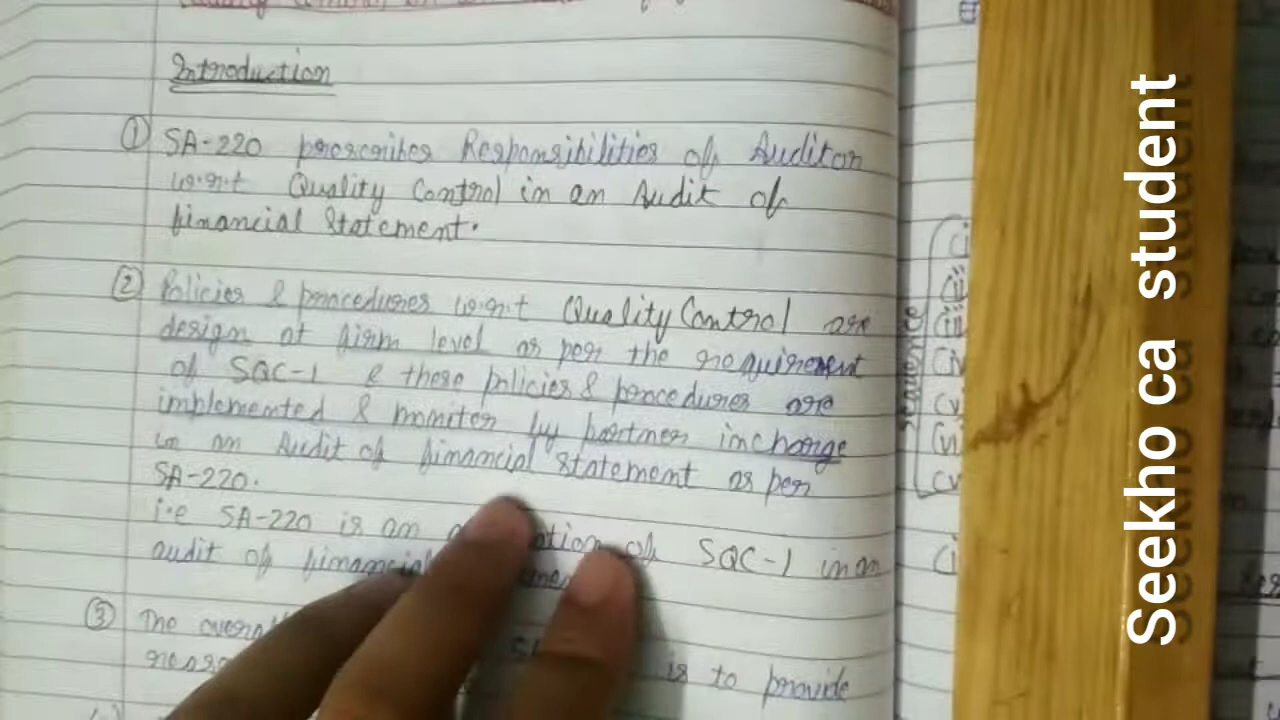 Introduction
① SA-220 prescribes Responsibilities of Auditor
w.r.t Quality Control in an Audit of
financial Statement.
② Policies & procedures w.r.t Quality Control are
design at firm level as per the requirement
of SQC-1 & these policies & procedures are
implemented & moniter by partner incharge
in an Audit of financial Statement as per
SA-220.
i.e SA-220 is an of SQC-1 in an
audit of financial
③ The
is to provide
Seekho ca student